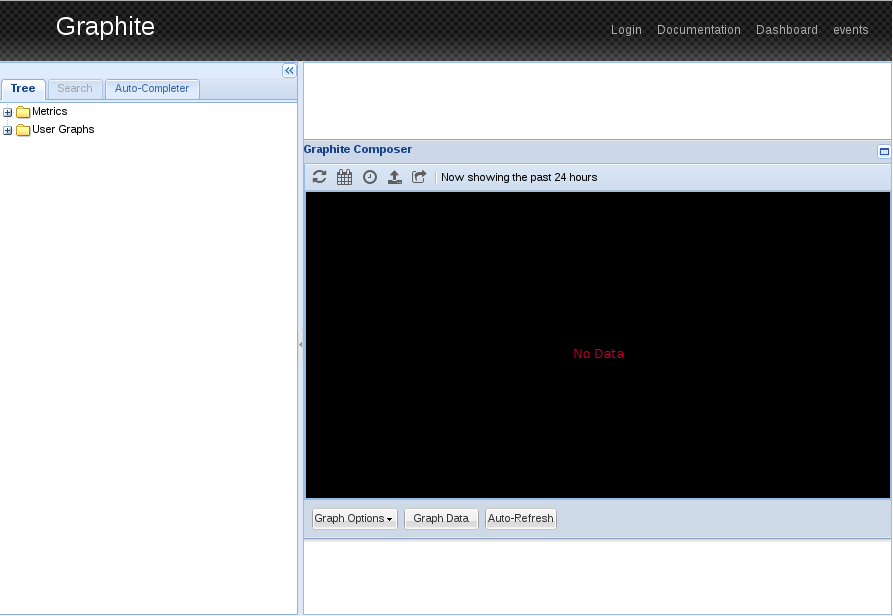 Graphite
Login Documentation Dashboard events
Tree Search Auto-Completer
Metrics
User Graphs
Graphite Composer
Now showing the past 24 hours
No Data
Graph Options Graph Data Auto-Refresh